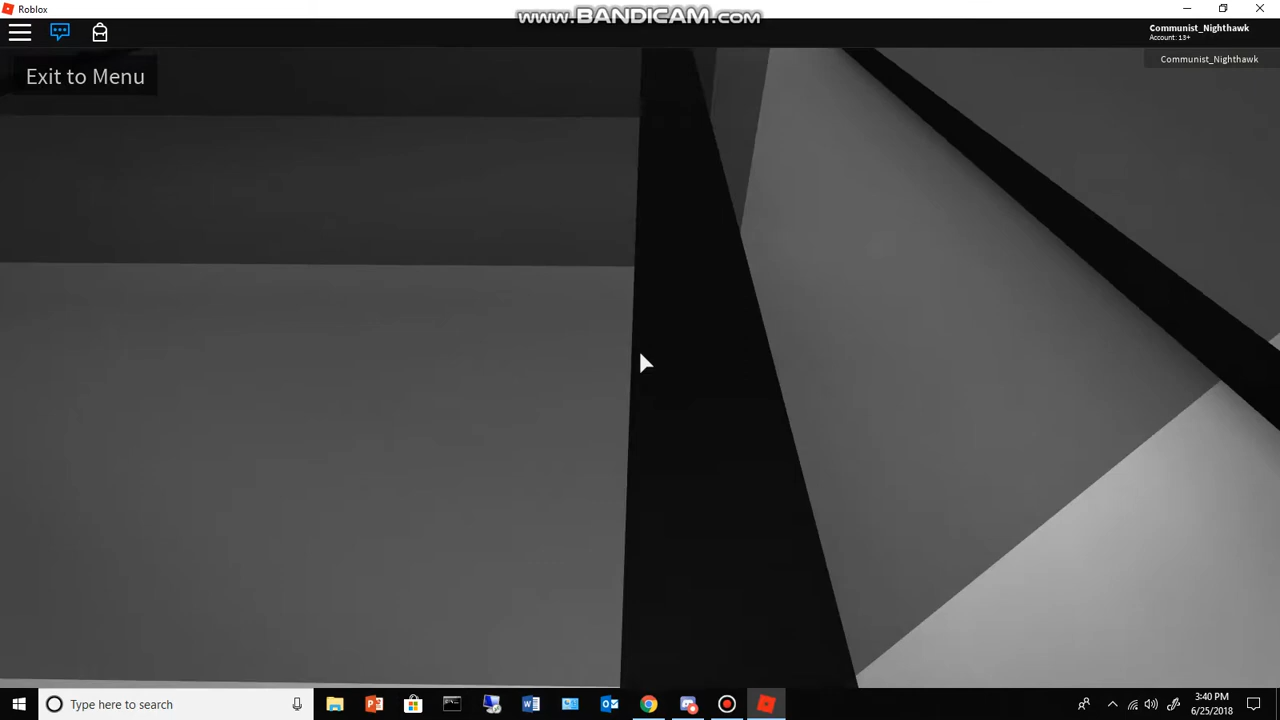 Roblox
www.BANDICAM.com
Communist_Nighthawk
Account: 13+
Communist_Nighthawk
Exit to Menu
Type here to search
3:40 PM
6/25/2018